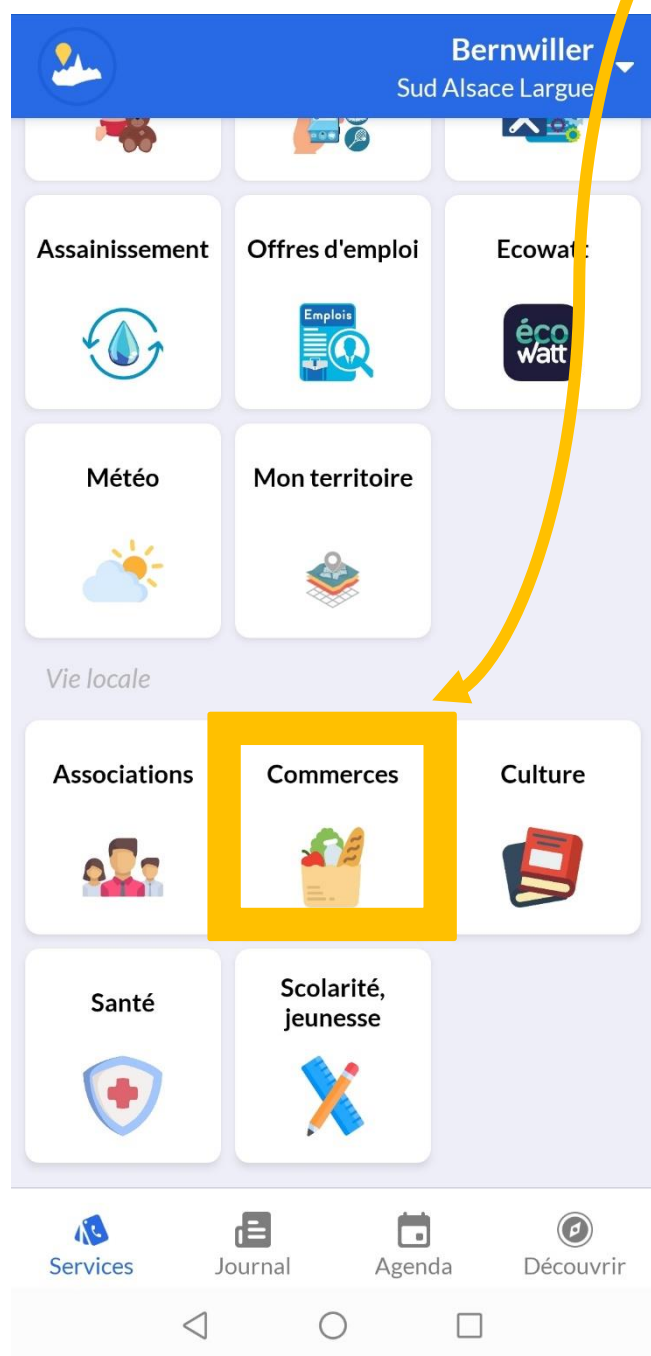 Bernwiller
Sud Alsace Largue
Assainissement
Offres d'emploi
Ecowatt
Emplois
éco
watt
Météo
Mon territoire
Vie locale
Associations
Commerces
Culture
Santé
Scolarité,
jeunesse
Services
Journal
Agenda
Découvrir